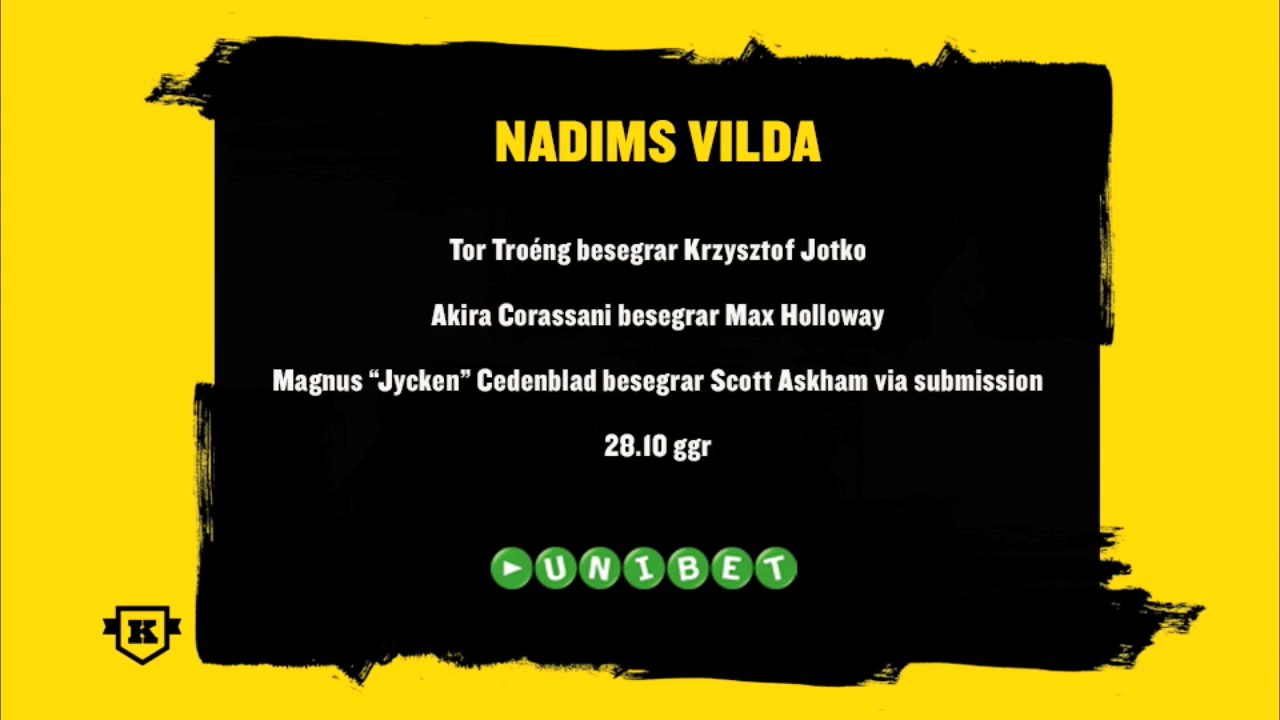 NADIMS VILDA
Tor Troéng besegrar Krzysztof Jotko
Akira Corassani besegrar Max Holloway
Magnus “Jycken” Cedenblad besegrar Scott Askham via submission
28.10 ggr
UNIBET
K